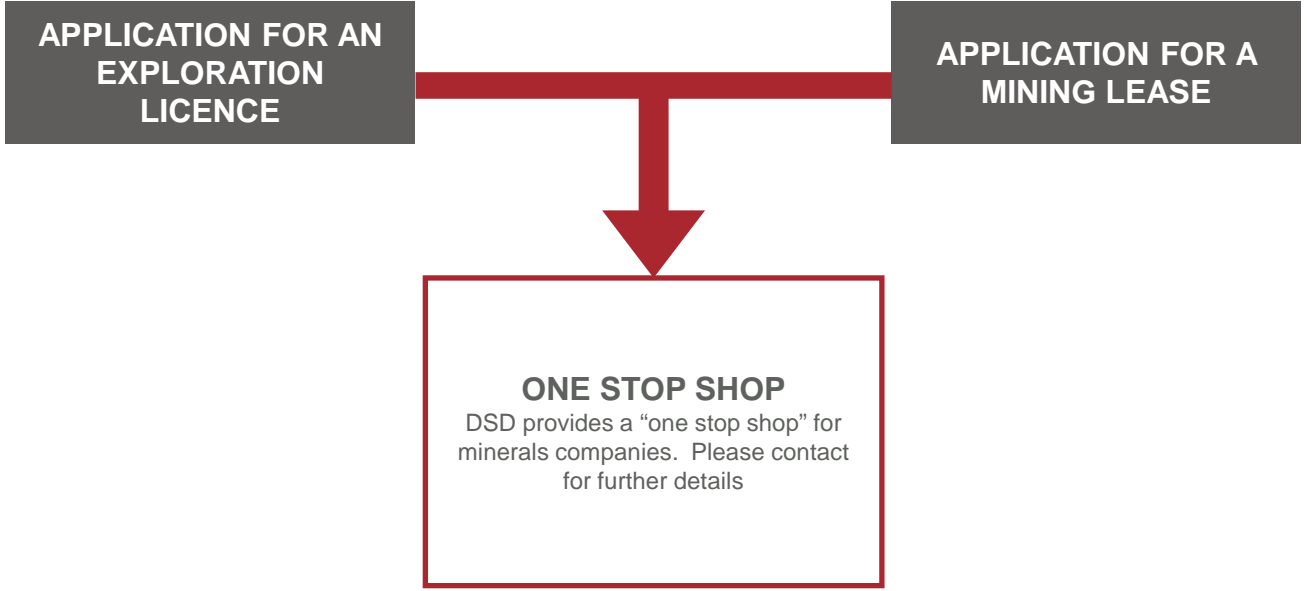 APPLICATION FOR AN
EXPLORATION
LICENCE
APPLICATION FOR A
MINING LEASE
ONE STOP SHOP
DSD provides a “one stop shop” for
minerals companies.  Please contact
for further details